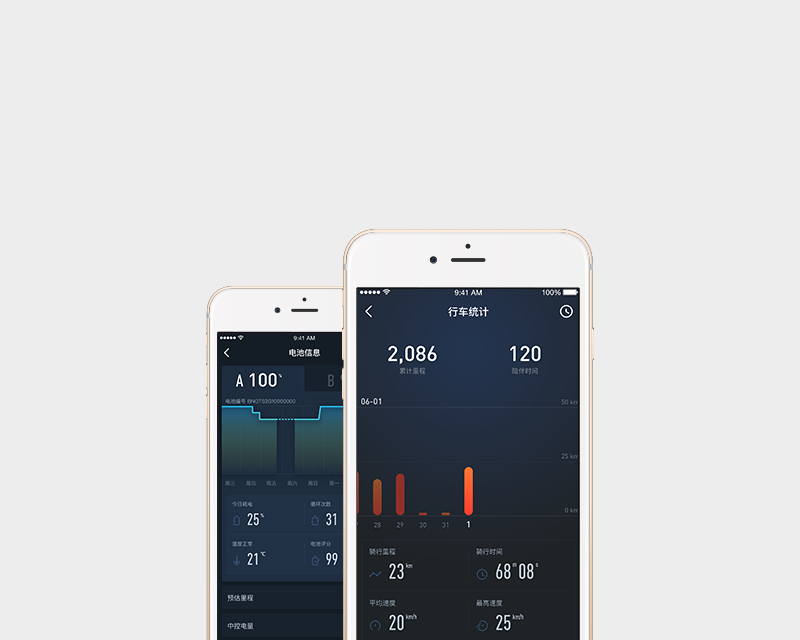 9:41 AM
电池信息
A 100%
B
电池编号 BNGTS2G10000000
周三 周四 周五 周六 周日 周一
今日耗电
循环次数
25%
31
温度正常
电池评分
21℃
99
预估里程
中控电量
9:41 AM
100%
行车统计
2,086
120
累计里程
陪伴时间
06-01
50 km
25 km
0 km
28 29 30 31 1
骑行里程
骑行时间
23 km
68 m 08 s
平均速度
最高速度
20 km/h
25 km/h